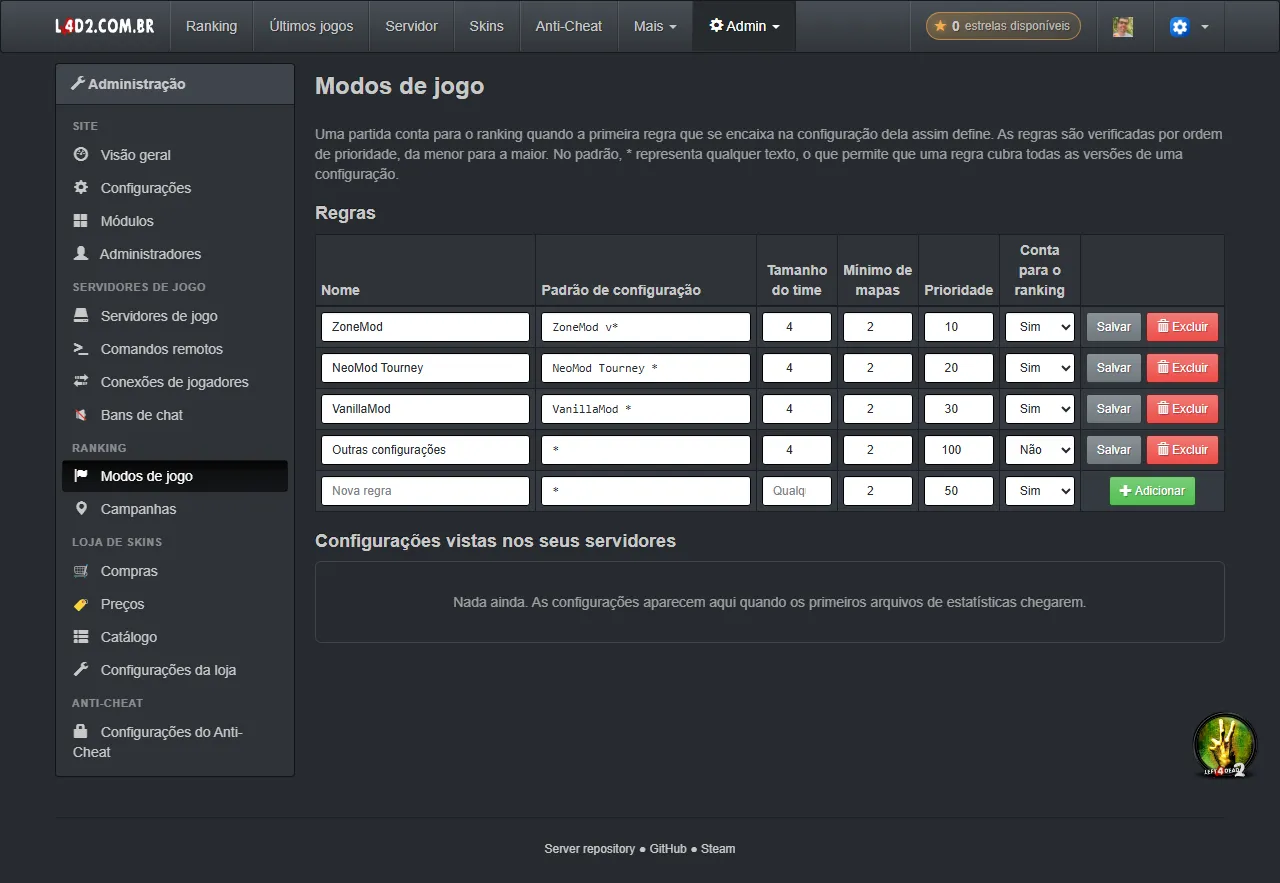 L4D2.COM.BR Ranking Últimos jogos Servidor Skins Anti-Cheat Mais Admin 0 estrelas disponíveis
Administração
SITE
Visão geral
Configurações
Módulos
Administradores
SERVIDORES DE JOGO
Servidores de jogo
Comandos remotos
Conexões de jogadores
Bans de chat
RANKING
Modos de jogo
Campanhas
LOJA DE SKINS
Compras
Preços
Catálogo
Configurações da loja
ANTI-CHEAT
Configurações do Anti-
Cheat
Modos de jogo
Uma partida conta para o ranking quando a primeira regra que se encaixa na configuração dela assim define. As regras são verificadas por ordem
de prioridade, da menor para a maior. No padrão, * representa qualquer texto, o que permite que uma regra cubra todas as versões de uma
configuração.
Regras
Nome Padrão de configuração Tamanho do time Mínimo de mapas Prioridade Conta para o ranking
ZoneMod ZoneMod v* 4 2 10 Sim Salvar Excluir
NeoMod Tourney NeoMod Tourney * 4 2 20 Sim Salvar Excluir
VanillaMod VanillaMod * 4 2 30 Sim Salvar Excluir
Outras configurações * 4 2 100 Não Salvar Excluir
Nova regra * Qualq 2 50 Sim Adicionar
Configurações vistas nos seus servidores
Nada ainda. As configurações aparecem aqui quando os primeiros arquivos de estatísticas chegarem.
LEFT 4 DEAD 2
Server repository ● GitHub ● Steam